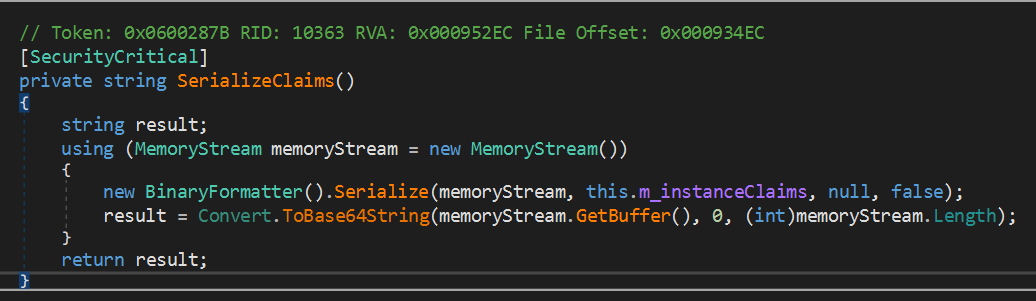 // Token: 0x0600287B RID: 10363 RVA: 0x000952EC File Offset: 0x000934EC
[SecurityCritical]
private string SerializeClaims()
{
    string result;
    using (MemoryStream memoryStream = new MemoryStream())
    {
        new BinaryFormatter().Serialize(memoryStream, this.m_instanceClaims, null, false);
        result = Convert.ToBase64String(memoryStream.GetBuffer(), 0, (int)memoryStream.Length);
    }
    return result;
}